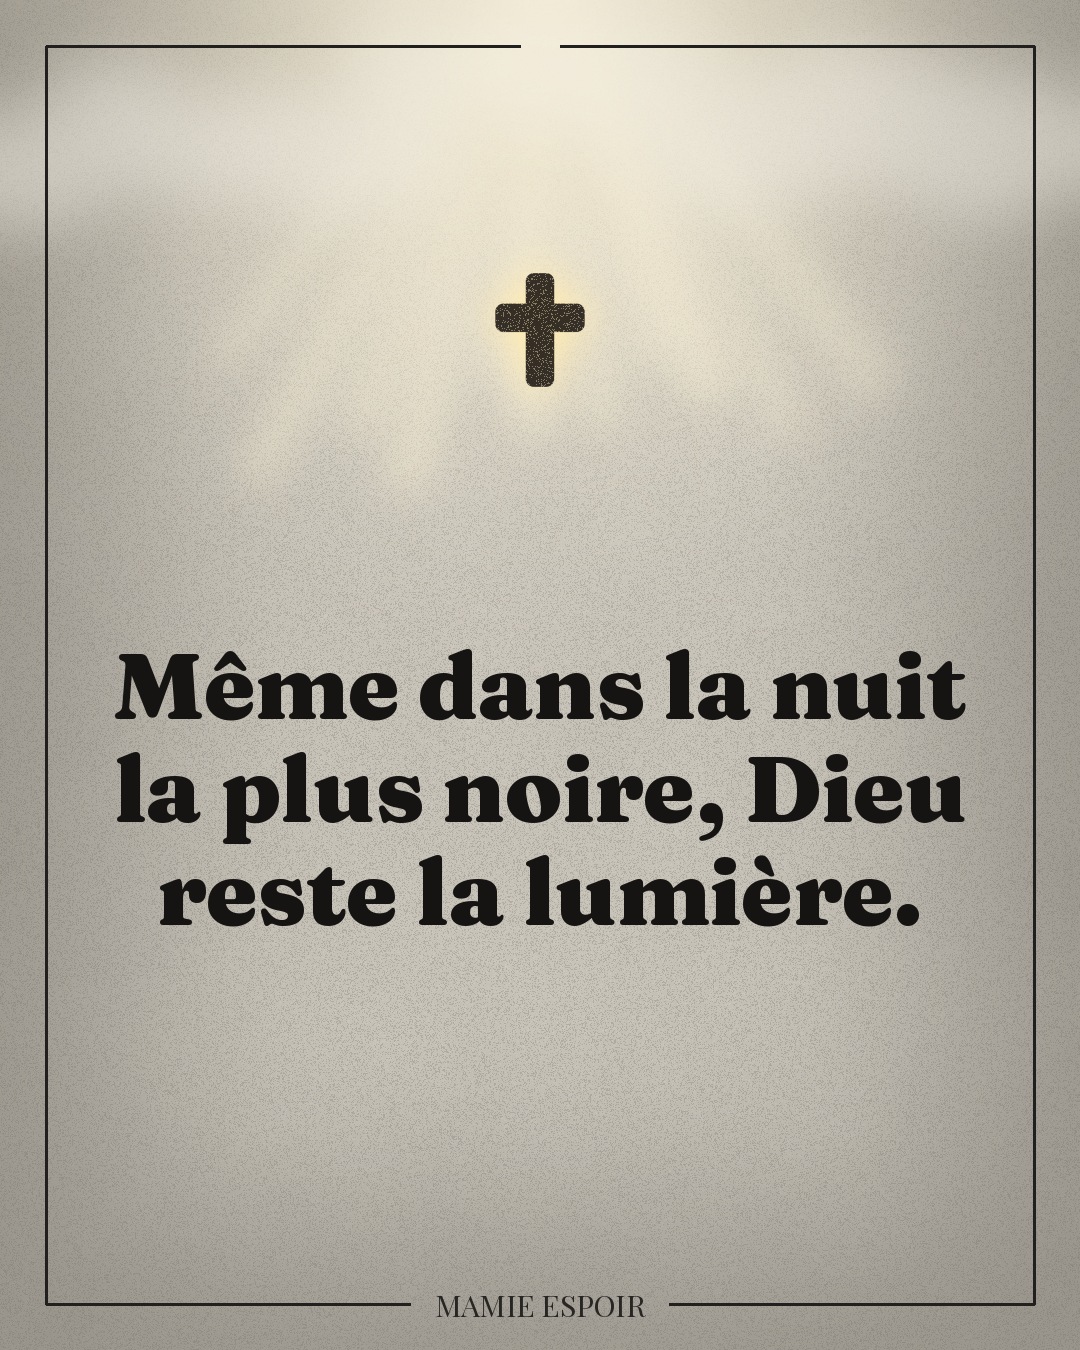 Même dans la nuit
la plus noire, Dieu
reste la lumière.
MAMIE ESPOIR